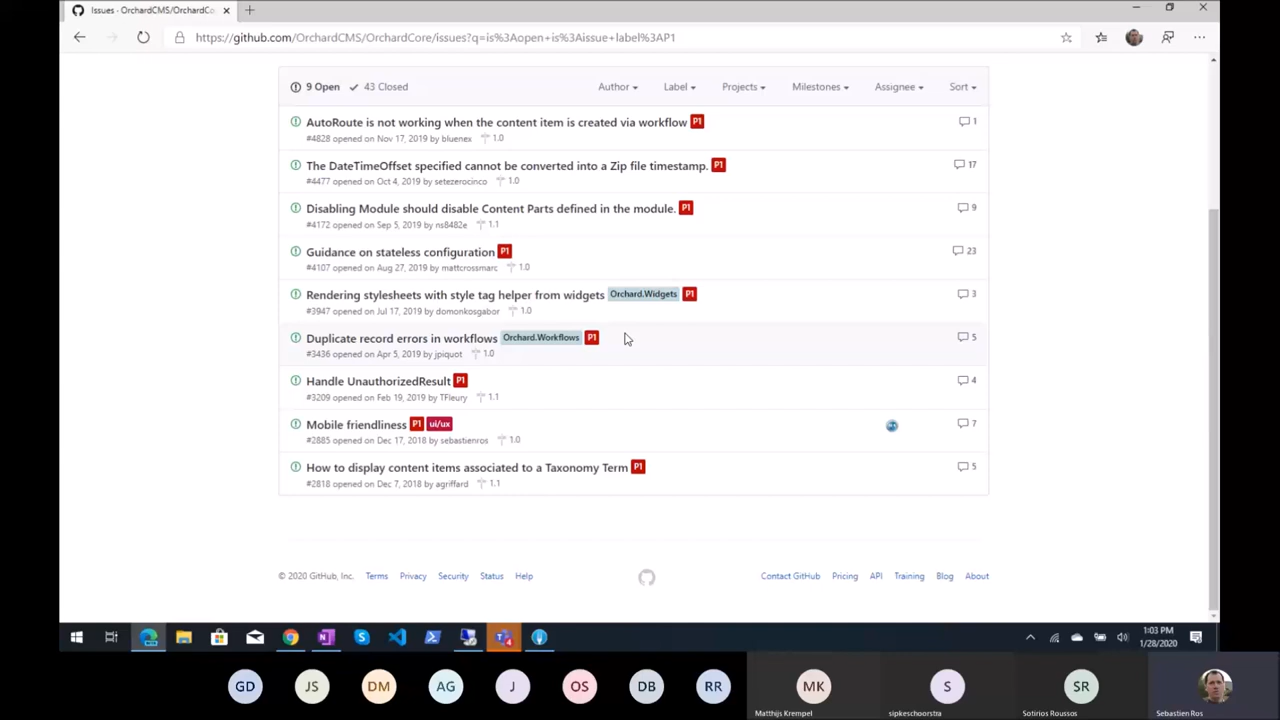 Issues · OrchardCMS/OrchardCo
https://github.com/OrchardCMS/OrchardCore/issues?q=is%3Aopen+is%3Aissue+label%3AP1
9 Open 43 Closed Author Label Projects Milestones Assignee Sort
AutoRoute is not working when the content item is created via workflow P1 1
#4828 opened on Nov 17, 2019 by bluenex 1.0
The DateTimeOffset specified cannot be converted into a Zip file timestamp. P1 17
#4477 opened on Oct 4, 2019 by setezerocinco 1.0
Disabling Module should disable Content Parts defined in the module. P1 9
#4172 opened on Sep 5, 2019 by ns8482e 1.1
Guidance on stateless configuration P1 23
#4107 opened on Aug 27, 2019 by mattcrossmarc 1.0
Rendering stylesheets with style tag helper from widgets Orchard.Widgets P1 3
#3947 opened on Jul 17, 2019 by domonkosgabor 1.0
Duplicate record errors in workflows Orchard.Workflows P1 5
#3436 opened on Apr 5, 2019 by jpiquot 1.0
Handle UnauthorizedResult P1 4
#3209 opened on Feb 19, 2019 by TFleury 1.1
Mobile friendliness P1 ui/ux 7
#2885 opened on Dec 17, 2018 by sebastienros 1.0
How to display content items associated to a Taxonomy Term P1 5
#2818 opened on Dec 7, 2018 by agriffard 1.1
© 2020 GitHub, Inc. Terms Privacy Security Status Help Contact GitHub Pricing API Training Blog About
1:03 PM
1/28/2020
GD JS DM AG J OS DB RR MK S SR
Matthijs Krempel sipkeschoorstra Sotirios Roussos Sebastien Ros